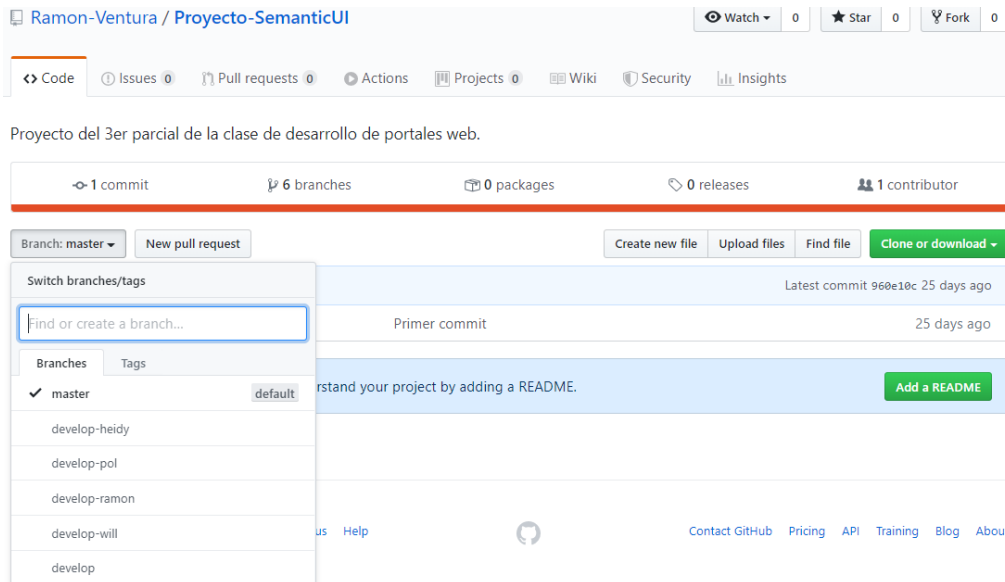 Ramon-Ventura / Proyecto-SemanticUI Watch 0 Star 0 Fork 0
Code Issues 0 Pull requests 0 Actions Projects 0 Wiki Security Insights
Proyecto del 3er parcial de la clase de desarrollo de portales web.
1 commit 6 branches 0 packages 0 releases 1 contributor
Branch: master New pull request Create new file Upload files Find file Clone or download
Switch branches/tags
Latest commit 960e10c 25 days ago
Find or create a branch...
Primer commit 25 days ago
Branches Tags
rstand your project by adding a README. Add a README
master default
develop-heidy
develop-pol
develop-ramon
develop-will
us Help Contact GitHub Pricing API Training Blog Abou
develop